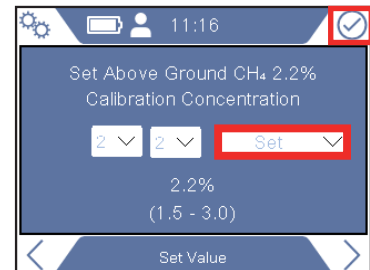 11:16
Set Above Ground CH₄ 2.2%
Calibration Concentration
2 2 Set
2.2%
(1.5 - 3.0)
Set Value